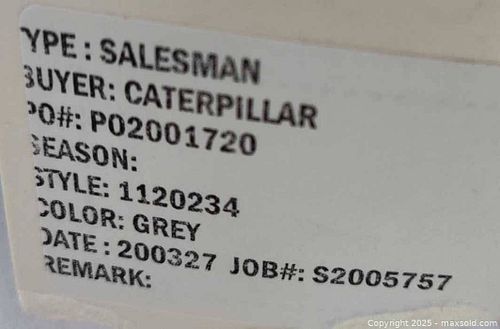 YPE : SALESMAN
BUYER: CATERPILLAR
PO#: P02001720
SEASON:
STYLE: 1120234
COLOR: GREY
DATE : 200327 JOB#: S2005757
REMARK:
Copyright 2025 - maxsold.com